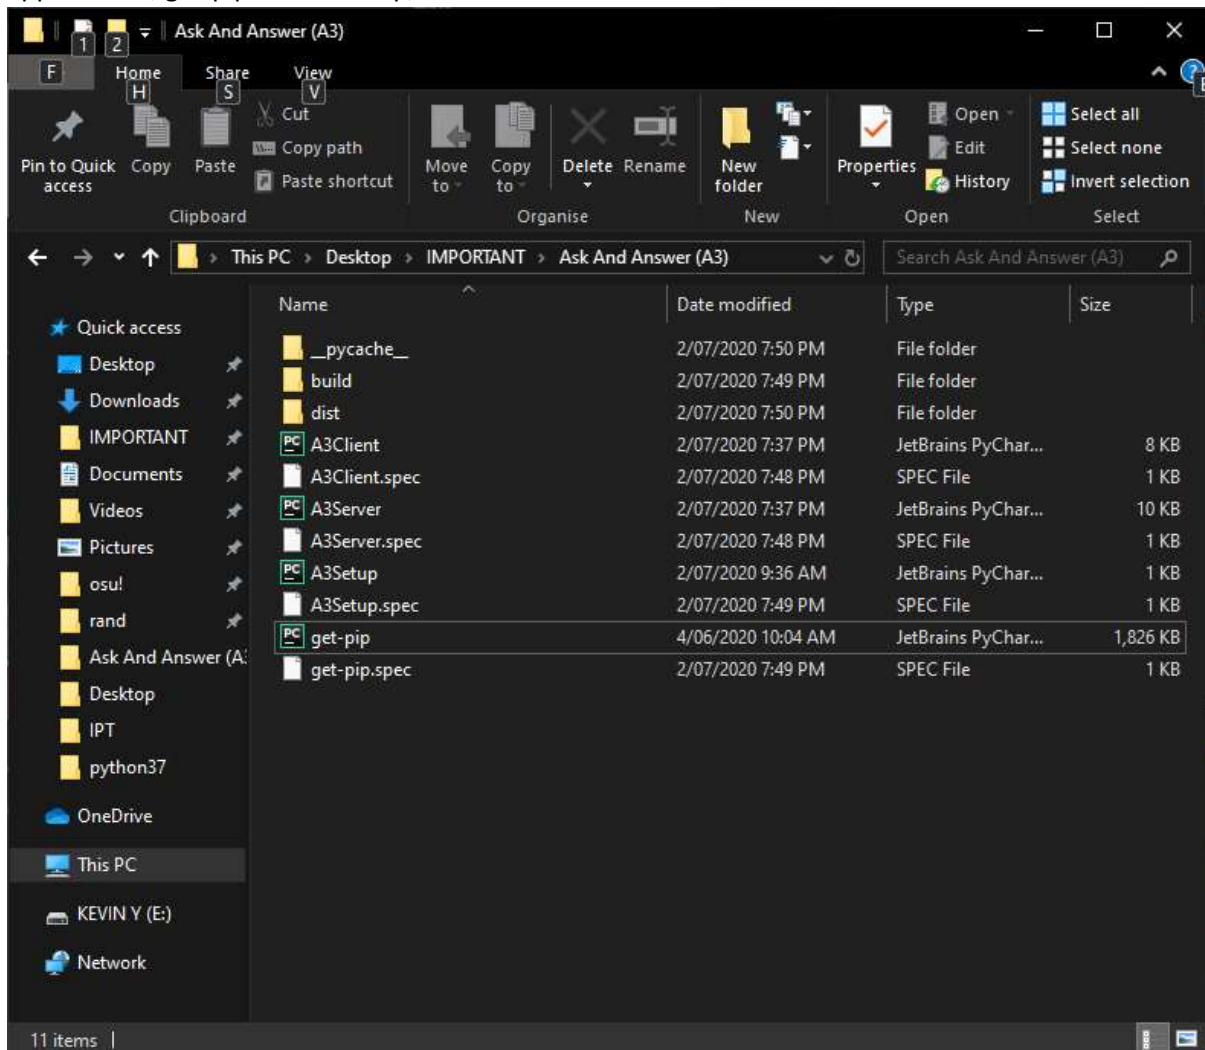 1 2 Ask And Answer (A3)
F Home Share View
H S V
Cut
Copy path
Paste shortcut
Pin to Quick access
Copy
Paste
Move to
Copy to
Delete
Rename
New folder
Properties
Open
Edit
History
Select all
Select none
Invert selection
Clipboard Organise New Open Select
This PC > Desktop > IMPORTANT > Ask And Answer (A3) Search Ask And Answer (A3)
Name Date modified Type Size
Quick access
Desktop
Downloads
IMPORTANT
Documents
Videos
Pictures
osu!
rand
Ask And Answer (A
Desktop
IPT
python37
OneDrive
This PC
KEVIN Y (E:)
Network
__pycache__ 2/07/2020 7:50 PM File folder
build 2/07/2020 7:49 PM File folder
dist 2/07/2020 7:50 PM File folder
PC A3Client 2/07/2020 7:37 PM JetBrains PyChar... 8 KB
A3Client.spec 2/07/2020 7:48 PM SPEC File 1 KB
PC A3Server 2/07/2020 7:37 PM JetBrains PyChar... 10 KB
A3Server.spec 2/07/2020 7:48 PM SPEC File 1 KB
PC A3Setup 2/07/2020 9:36 AM JetBrains PyChar... 1 KB
A3Setup.spec 2/07/2020 7:49 PM SPEC File 1 KB
PC get-pip 4/06/2020 10:04 AM JetBrains PyChar... 1,826 KB
get-pip.spec 2/07/2020 7:49 PM SPEC File 1 KB
11 items